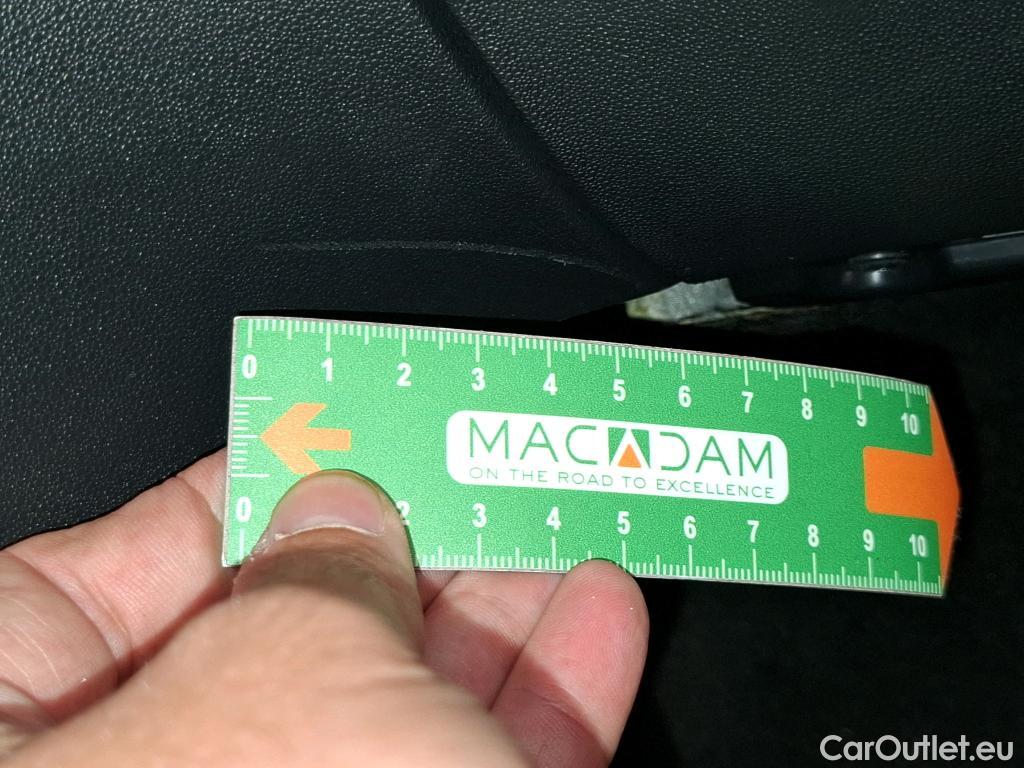 0 1 2 3 4 5 6 7 8 9 10
MACADAM
ON THE ROAD TO EXCELLENCE
0 2 3 4 5 6 7 8 9 10
CarOutlet.eu